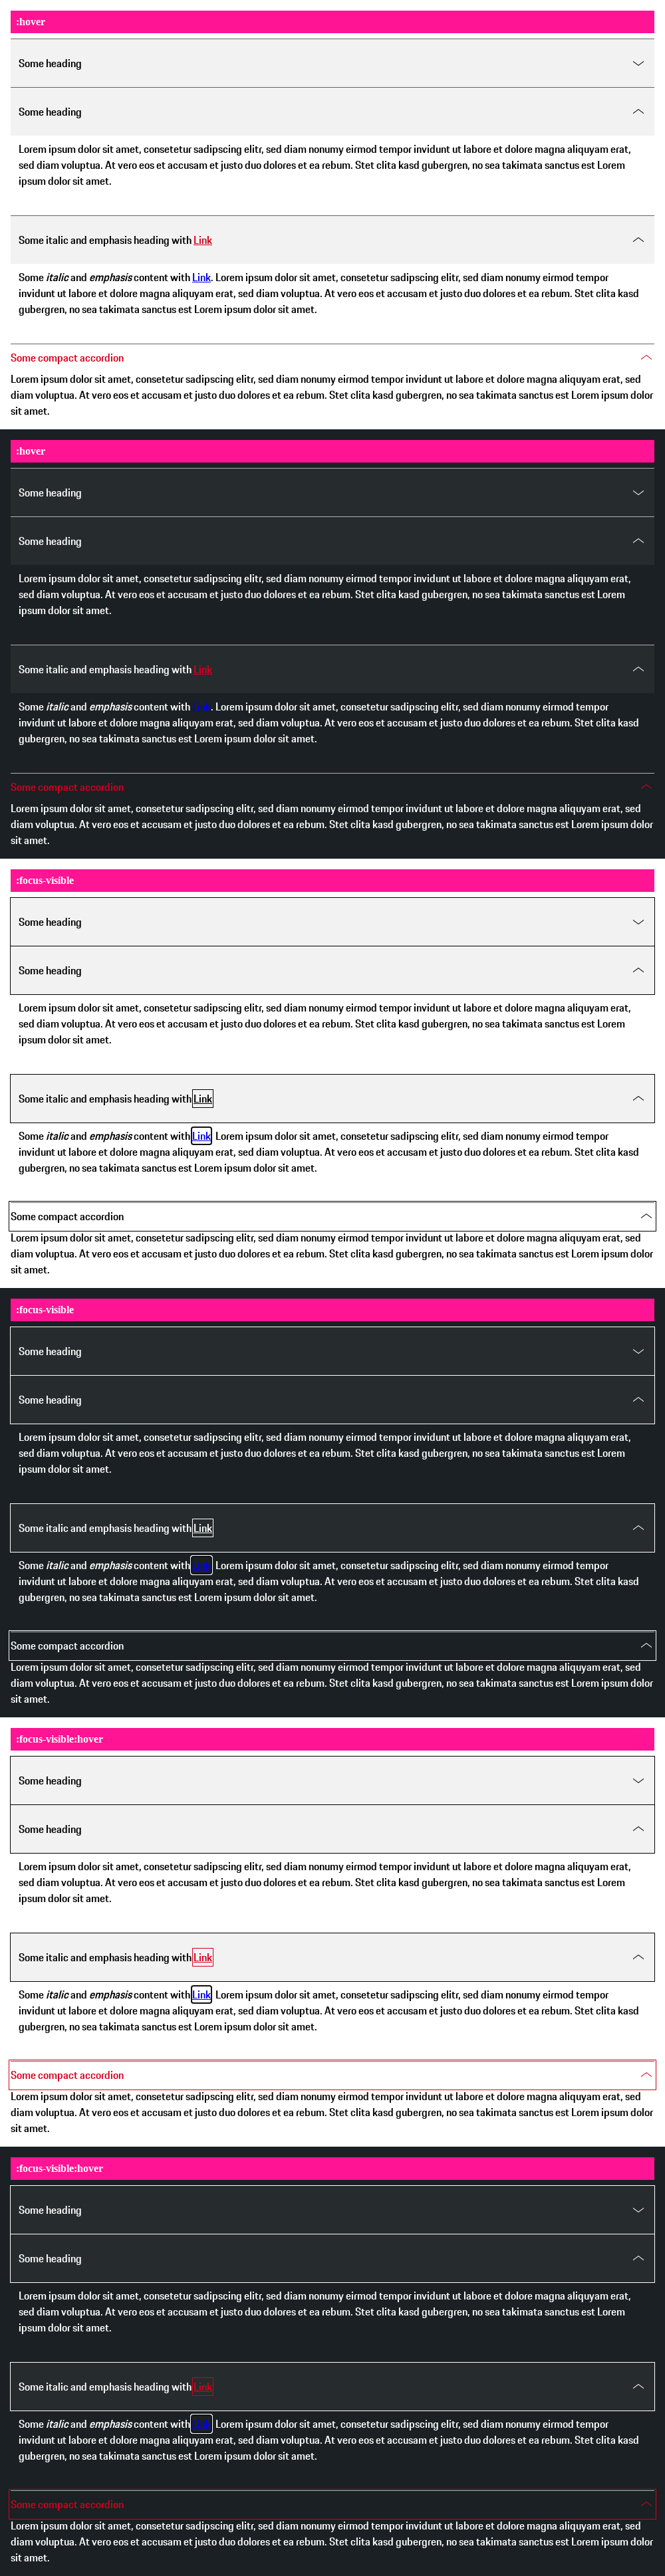 :hover
Some heading
Some heading
Lorem ipsum dolor sit amet, consetetur sadipscing elitr, sed diam nonumy eirmod tempor invidunt ut labore et dolore magna aliquyam erat,
sed diam voluptua. At vero eos et accusam et justo duo dolores et ea rebum. Stet clita kasd gubergren, no sea takimata sanctus est Lorem
ipsum dolor sit amet.
Some italic and emphasis heading with Link
Some italic and emphasis content with Link. Lorem ipsum dolor sit amet, consetetur sadipscing elitr, sed diam nonumy eirmod tempor
invidunt ut labore et dolore magna aliquyam erat, sed diam voluptua. At vero eos et accusam et justo duo dolores et ea rebum. Stet clita kasd
gubergren, no sea takimata sanctus est Lorem ipsum dolor sit amet.
Some compact accordion
Lorem ipsum dolor sit amet, consetetur sadipscing elitr, sed diam nonumy eirmod tempor invidunt ut labore et dolore magna aliquyam erat, sed
diam voluptua. At vero eos et accusam et justo duo dolores et ea rebum. Stet clita kasd gubergren, no sea takimata sanctus est Lorem ipsum dolor
sit amet.
:hover
Some heading
Some heading
Lorem ipsum dolor sit amet, consetetur sadipscing elitr, sed diam nonumy eirmod tempor invidunt ut labore et dolore magna aliquyam erat,
sed diam voluptua. At vero eos et accusam et justo duo dolores et ea rebum. Stet clita kasd gubergren, no sea takimata sanctus est Lorem
ipsum dolor sit amet.
Some italic and emphasis heading with Link
Some italic and emphasis content with Link. Lorem ipsum dolor sit amet, consetetur sadipscing elitr, sed diam nonumy eirmod tempor
invidunt ut labore et dolore magna aliquyam erat, sed diam voluptua. At vero eos et accusam et justo duo dolores et ea rebum. Stet clita kasd
gubergren, no sea takimata sanctus est Lorem ipsum dolor sit amet.
Some compact accordion
Lorem ipsum dolor sit amet, consetetur sadipscing elitr, sed diam nonumy eirmod tempor invidunt ut labore et dolore magna aliquyam erat, sed
diam voluptua. At vero eos et accusam et justo duo dolores et ea rebum. Stet clita kasd gubergren, no sea takimata sanctus est Lorem ipsum dolor
sit amet.
:focus-visible
Some heading
Some heading
Lorem ipsum dolor sit amet, consetetur sadipscing elitr, sed diam nonumy eirmod tempor invidunt ut labore et dolore magna aliquyam erat,
sed diam voluptua. At vero eos et accusam et justo duo dolores et ea rebum. Stet clita kasd gubergren, no sea takimata sanctus est Lorem
ipsum dolor sit amet.
Some italic and emphasis heading with Link
Some italic and emphasis content with Link Lorem ipsum dolor sit amet, consetetur sadipscing elitr, sed diam nonumy eirmod tempor
invidunt ut labore et dolore magna aliquyam erat, sed diam voluptua. At vero eos et accusam et justo duo dolores et ea rebum. Stet clita kasd
gubergren, no sea takimata sanctus est Lorem ipsum dolor sit amet.
Some compact accordion
Lorem ipsum dolor sit amet, consetetur sadipscing elitr, sed diam nonumy eirmod tempor invidunt ut labore et dolore magna aliquyam erat, sed
diam voluptua. At vero eos et accusam et justo duo dolores et ea rebum. Stet clita kasd gubergren, no sea takimata sanctus est Lorem ipsum dolor
sit amet.
:focus-visible
Some heading
Some heading
Lorem ipsum dolor sit amet, consetetur sadipscing elitr, sed diam nonumy eirmod tempor invidunt ut labore et dolore magna aliquyam erat,
sed diam voluptua. At vero eos et accusam et justo duo dolores et ea rebum. Stet clita kasd gubergren, no sea takimata sanctus est Lorem
ipsum dolor sit amet.
Some italic and emphasis heading with Link
Some italic and emphasis content with Link Lorem ipsum dolor sit amet, consetetur sadipscing elitr, sed diam nonumy eirmod tempor
invidunt ut labore et dolore magna aliquyam erat, sed diam voluptua. At vero eos et accusam et justo duo dolores et ea rebum. Stet clita kasd
gubergren, no sea takimata sanctus est Lorem ipsum dolor sit amet.
Some compact accordion
Lorem ipsum dolor sit amet, consetetur sadipscing elitr, sed diam nonumy eirmod tempor invidunt ut labore et dolore magna aliquyam erat, sed
diam voluptua. At vero eos et accusam et justo duo dolores et ea rebum. Stet clita kasd gubergren, no sea takimata sanctus est Lorem ipsum dolor
sit amet.
:focus-visible:hover
Some heading
Some heading
Lorem ipsum dolor sit amet, consetetur sadipscing elitr, sed diam nonumy eirmod tempor invidunt ut labore et dolore magna aliquyam erat,
sed diam voluptua. At vero eos et accusam et justo duo dolores et ea rebum. Stet clita kasd gubergren, no sea takimata sanctus est Lorem
ipsum dolor sit amet.
Some italic and emphasis heading with Link
Some italic and emphasis content with Link Lorem ipsum dolor sit amet, consetetur sadipscing elitr, sed diam nonumy eirmod tempor
invidunt ut labore et dolore magna aliquyam erat, sed diam voluptua. At vero eos et accusam et justo duo dolores et ea rebum. Stet clita kasd
gubergren, no sea takimata sanctus est Lorem ipsum dolor sit amet.
Some compact accordion
Lorem ipsum dolor sit amet, consetetur sadipscing elitr, sed diam nonumy eirmod tempor invidunt ut labore et dolore magna aliquyam erat, sed
diam voluptua. At vero eos et accusam et justo duo dolores et ea rebum. Stet clita kasd gubergren, no sea takimata sanctus est Lorem ipsum dolor
sit amet.
:focus-visible:hover
Some heading
Some heading
Lorem ipsum dolor sit amet, consetetur sadipscing elitr, sed diam nonumy eirmod tempor invidunt ut labore et dolore magna aliquyam erat,
sed diam voluptua. At vero eos et accusam et justo duo dolores et ea rebum. Stet clita kasd gubergren, no sea takimata sanctus est Lorem
ipsum dolor sit amet.
Some italic and emphasis heading with Link
Some italic and emphasis content with Link Lorem ipsum dolor sit amet, consetetur sadipscing elitr, sed diam nonumy eirmod tempor
invidunt ut labore et dolore magna aliquyam erat, sed diam voluptua. At vero eos et accusam et justo duo dolores et ea rebum. Stet clita kasd
gubergren, no sea takimata sanctus est Lorem ipsum dolor sit amet.
Some compact accordion
Lorem ipsum dolor sit amet, consetetur sadipscing elitr, sed diam nonumy eirmod tempor invidunt ut labore et dolore magna aliquyam erat, sed
diam voluptua. At vero eos et accusam et justo duo dolores et ea rebum. Stet clita kasd gubergren, no sea takimata sanctus est Lorem ipsum dolor
sit amet.